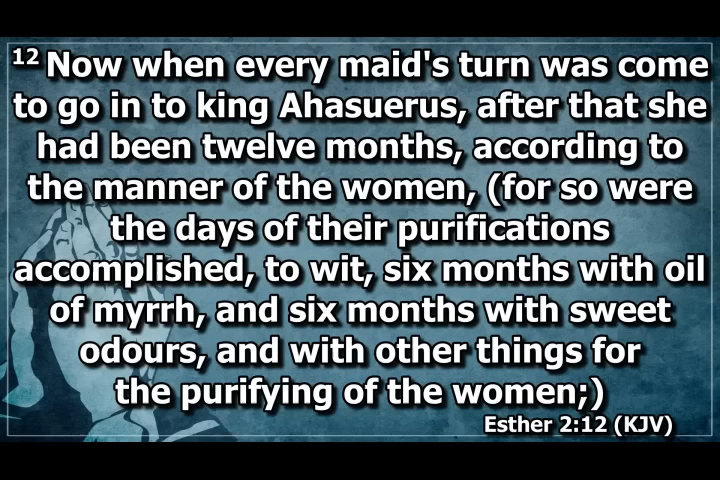 12 Now when every maid's turn was come
to go in to king Ahasuerus, after that she
had been twelve months, according to
the manner of the women, (for so were
the days of their purifications
accomplished, to wit, six months with oil
of myrrh, and six months with sweet
odours, and with other things for
the purifying of the women;)
Esther 2:12 (KJV)